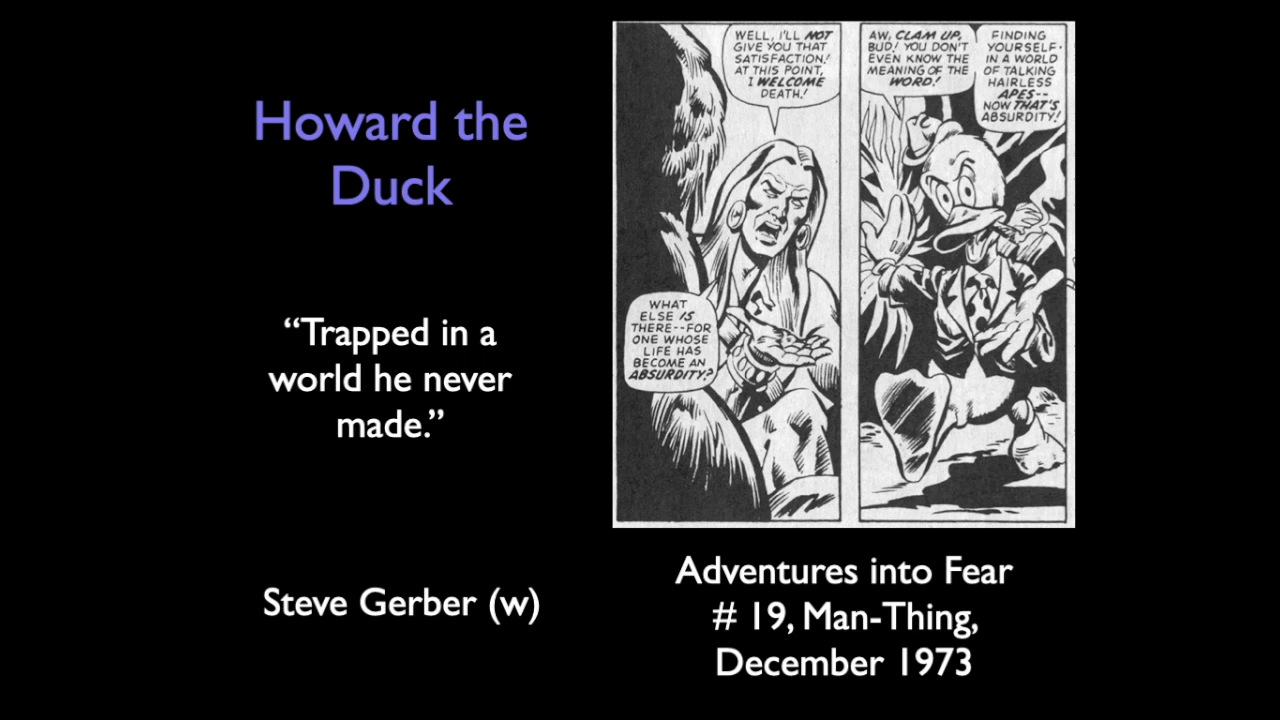 Howard the
Duck
“Trapped in a
world he never
made.”
Steve Gerber (w)
WELL, I'LL NOT
GIVE YOU THAT
SATISFACTION!
AT THIS POINT,
I WELCOME
DEATH!
WHAT
ELSE IS
THERE--FOR
ONE WHOSE
LIFE HAS
BECOME AN
ABSURDITY?
AW, CLAM UP,
BUD! YOU DON'T
EVEN KNOW THE
MEANING OF THE
WORD!
FINDING
YOURSELF
IN A WORLD
OF TALKING
HAIRLESS
APES--
NOW THAT'S
ABSURDITY!
Adventures into Fear
# 19, Man-Thing,
December 1973